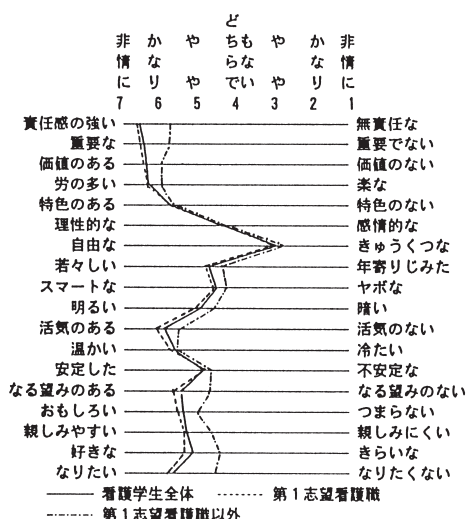 非情に かなり やや どちらでもない やや かなり 非情に
7 6 5 4 3 2 1
責任感の強い 無責任な
重要な 重要でない
価値のある 価値のない
労の多い 楽な
特色のある 特色のない
理性的な 感情的な
自由な きゅうくつな
若々しい 年寄りじみた
スマートな ヤボな
明るい 暗い
活気のある 活気のない
温かい 冷たい
安定した 不安定な
なる望みのある なる望みのない
おもしろい つまらない
親しみやすい 親しみにくい
好きな きらいな
なりたい なりたくない
看護学生全体 第1志望看護職
第1志望看護職以外